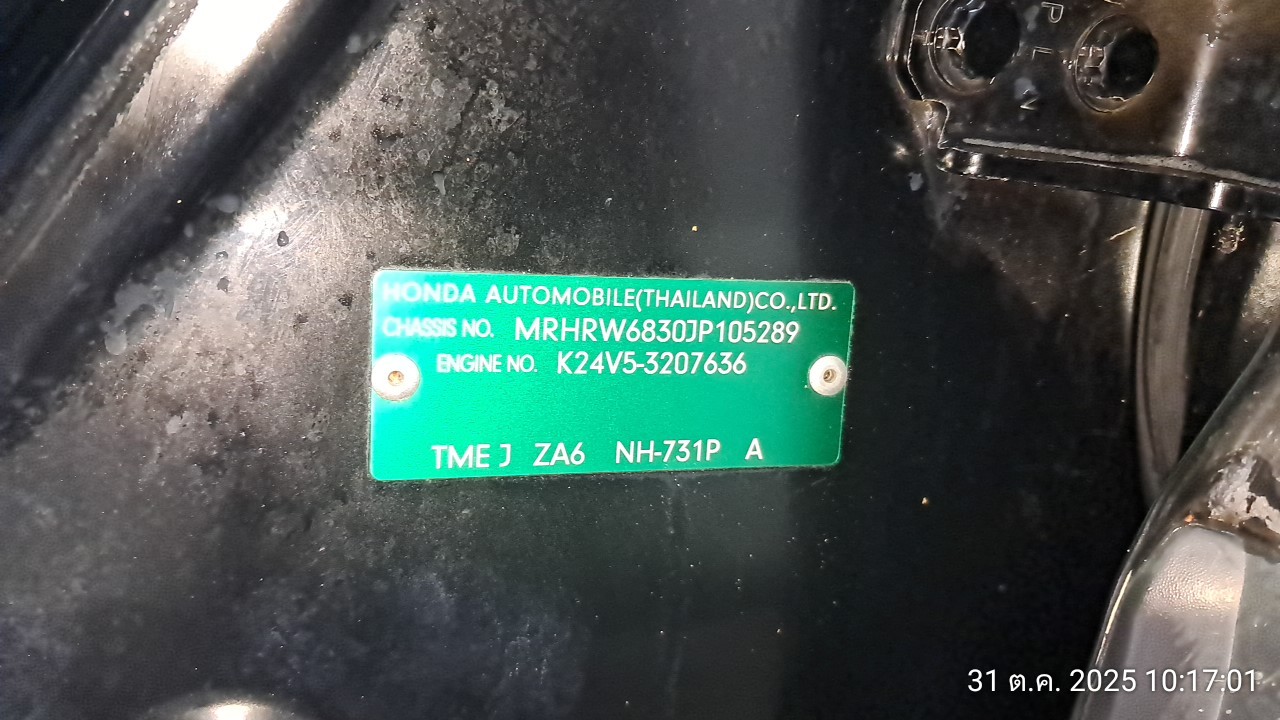 P L W
HONDA AUTOMOBILE(THAILAND)CO.,LTD.
CHASSIS NO. MRHRW6830JP105289
ENGINE NO. K24V5-3207636
TME J ZA6 NH-731P A
31 ต.ค. 2025 10:17:01